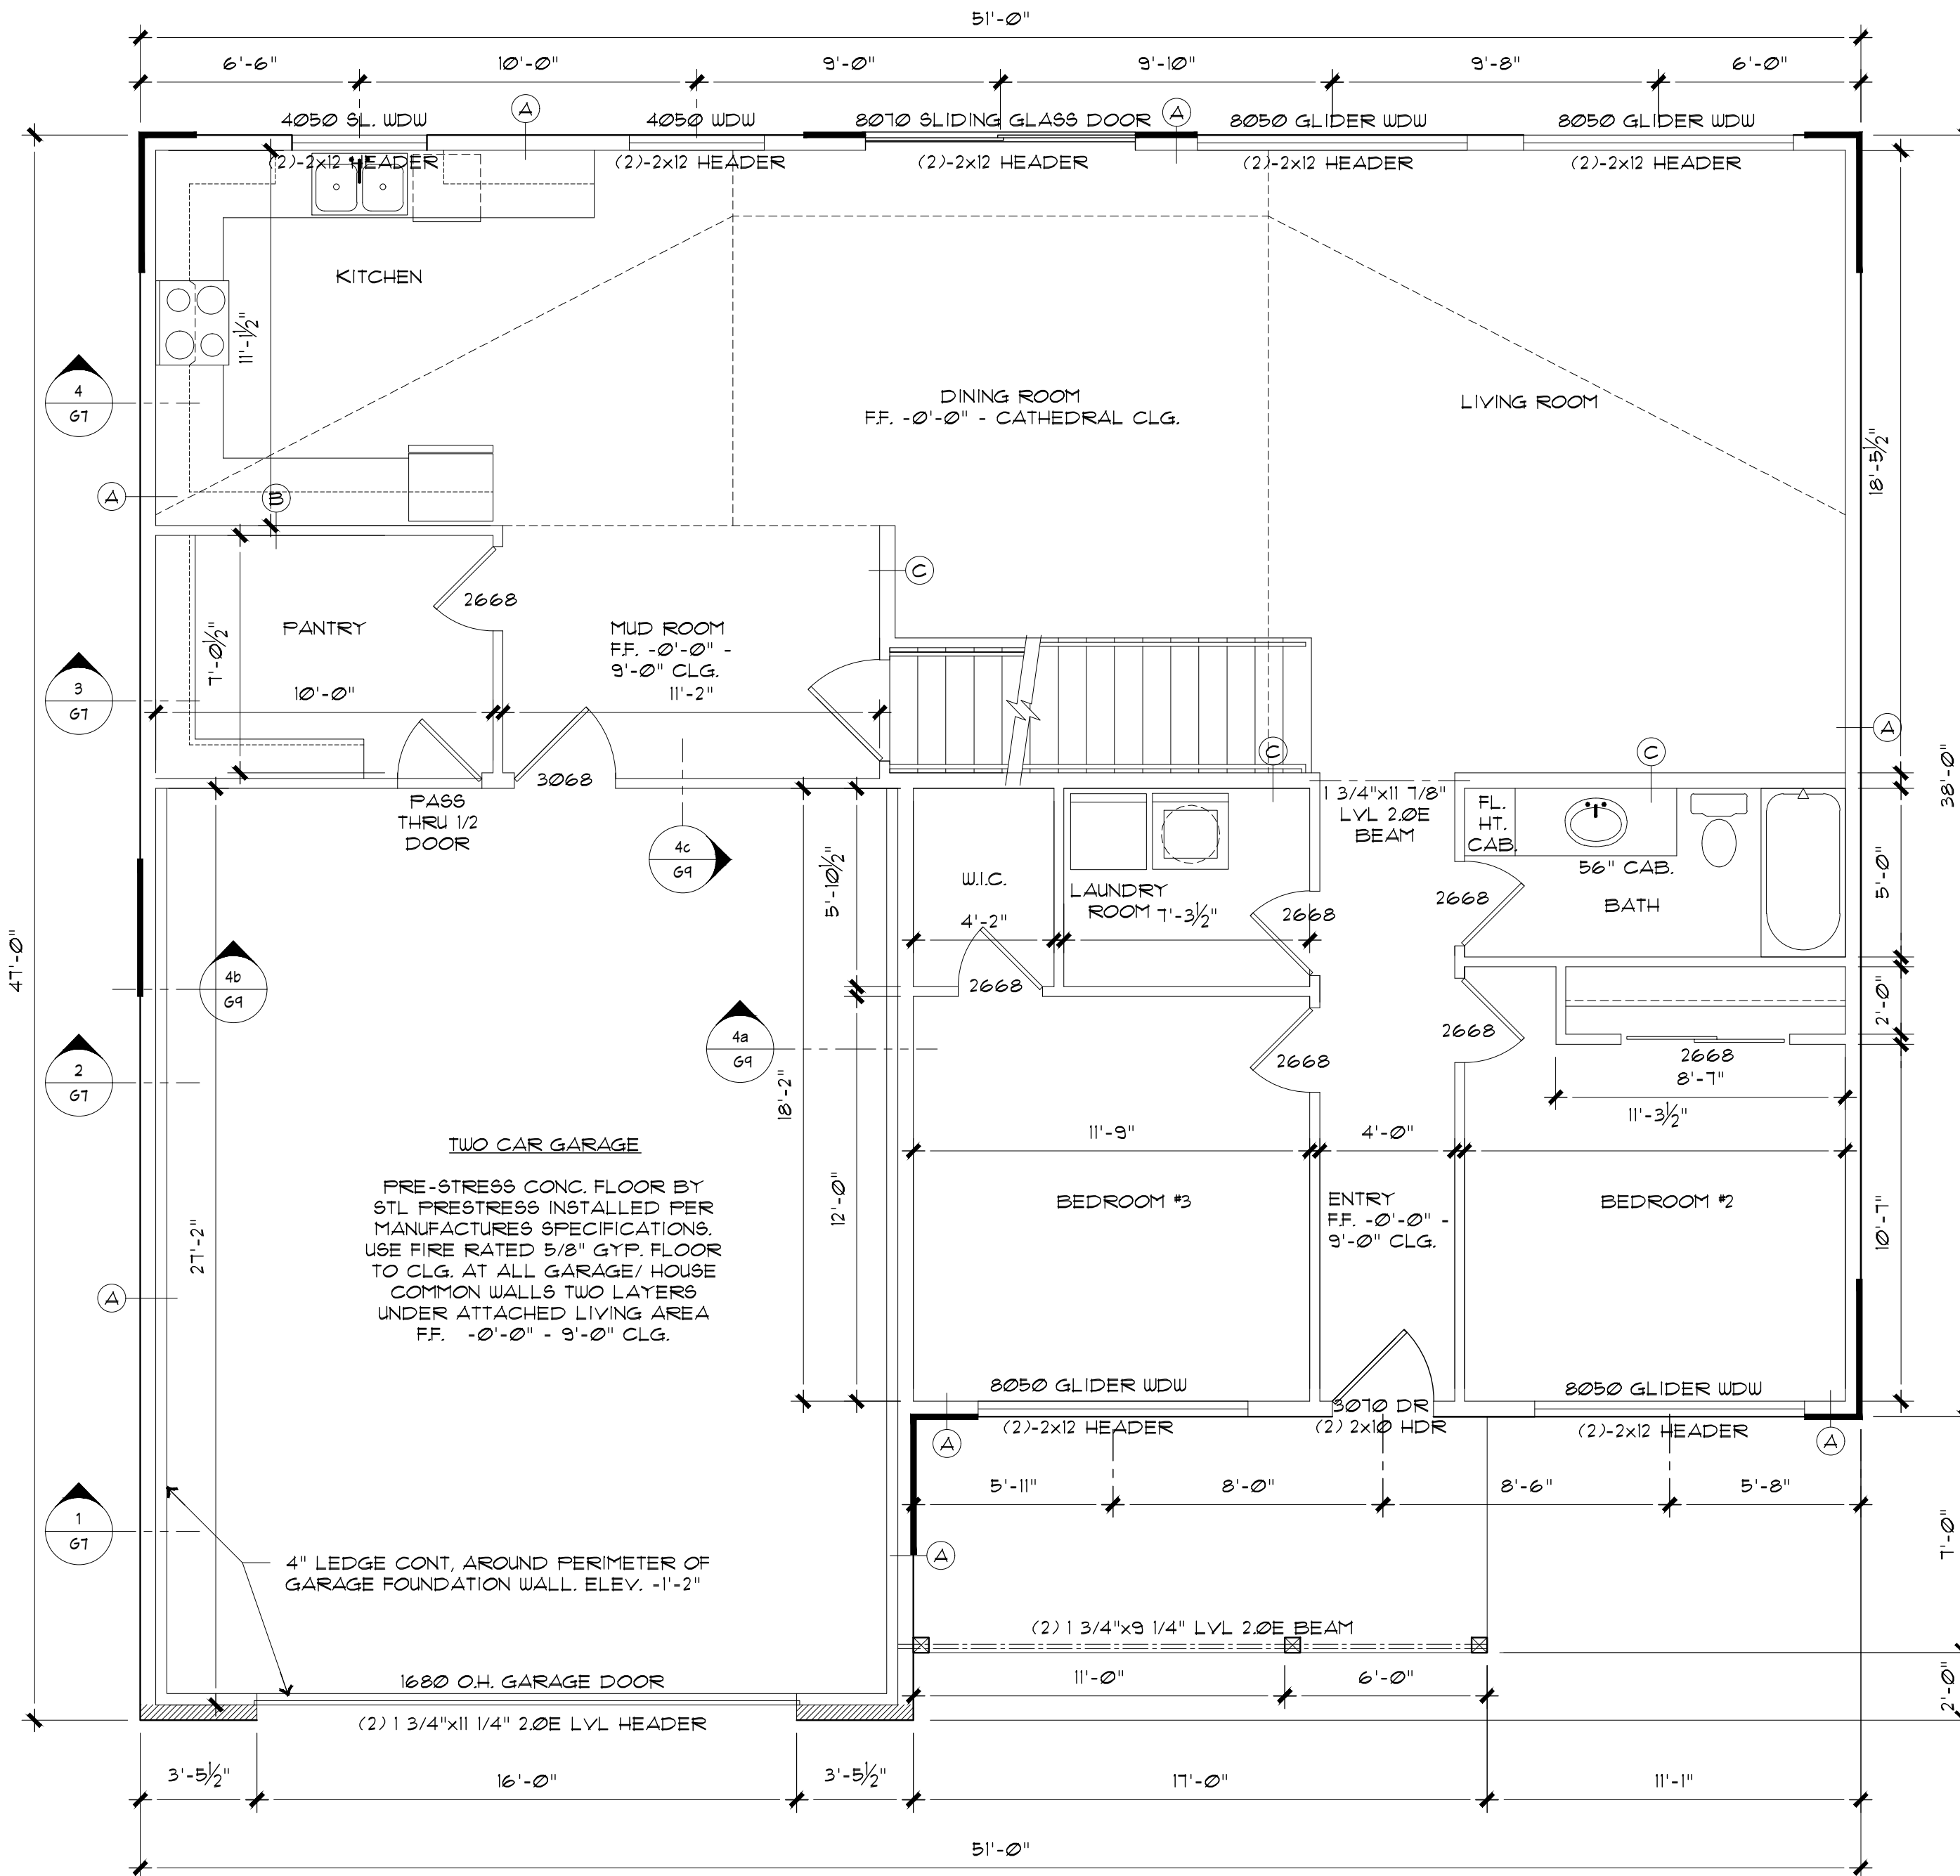 51'-0"
6'-6" 10'-0" 9'-0" 9'-10" 9'-8" 6'-0"
A A
4050 SL. WDW 4050 WDW 8070 SLIDING GLASS DOOR 8050 GLIDER WDW 8050 GLIDER WDW
(2)-2x12 HEADER (2)-2x12 HEADER (2)-2x12 HEADER (2)-2x12 HEADER (2)-2x12 HEADER
KITCHEN
11'-1½"
4
G7
DINING ROOM
F.F. -0'-0" - CATHEDRAL CLG.
LIVING ROOM
18'-5½"
A
B
C
2668
PANTRY
7'-0½"
10'-0"
MUD ROOM
F.F. -0'-0" -
9'-0" CLG.
11'-2"
3
G7
A
C
C
38'-0"
3068
PASS
THRU 1/2
DOOR
4c
G9
1 3/4"x11 7/8"
LVL 2.0E
BEAM
FL.
HT.
CAB.
56" CAB.
BATH
5'-0"
5'-10½"
W.I.C.
4'-2"
LAUNDRY
ROOM 7'-3½"
2668
2668
47'-0"
4b
G9
2668
2'-0"
4a
G9
2668
2668
2668
8'-7"
11'-3½"
2
G7
18'-2"
11'-9" 4'-0"
TWO CAR GARAGE
PRE-STRESS CONC. FLOOR BY
STL PRESTRESS INSTALLED PER
MANUFACTURES SPECIFICATIONS.
USE FIRE RATED 5/8" GYP. FLOOR
TO CLG. AT ALL GARAGE/ HOUSE
COMMON WALLS TWO LAYERS
UNDER ATTACHED LIVING AREA
F.F. -0'-0" - 9'-0" CLG.
27'-2"
12'-0"
BEDROOM #3
ENTRY
F.F. -0'-0" -
9'-0" CLG.
BEDROOM #2
10'-7"
A
8050 GLIDER WDW
(2)-2x12 HEADER
3070 DR
(2) 2x10 HDR
8050 GLIDER WDW
(2)-2x12 HEADER
A
A
5'-11" 8'-0" 8'-6" 5'-8"
1
G7
A
7'-0"
4" LEDGE CONT, AROUND PERIMETER OF
GARAGE FOUNDATION WALL. ELEV. -1'-2"
(2) 1 3/4"x9 1/4" LVL 2.0E BEAM
11'-0" 6'-0"
2'-0"
1680 O.H. GARAGE DOOR
(2) 1 3/4"x11 1/4" 2.0E LVL HEADER
3'-5½" 16'-0" 3'-5½" 17'-0" 11'-1"
51'-0"